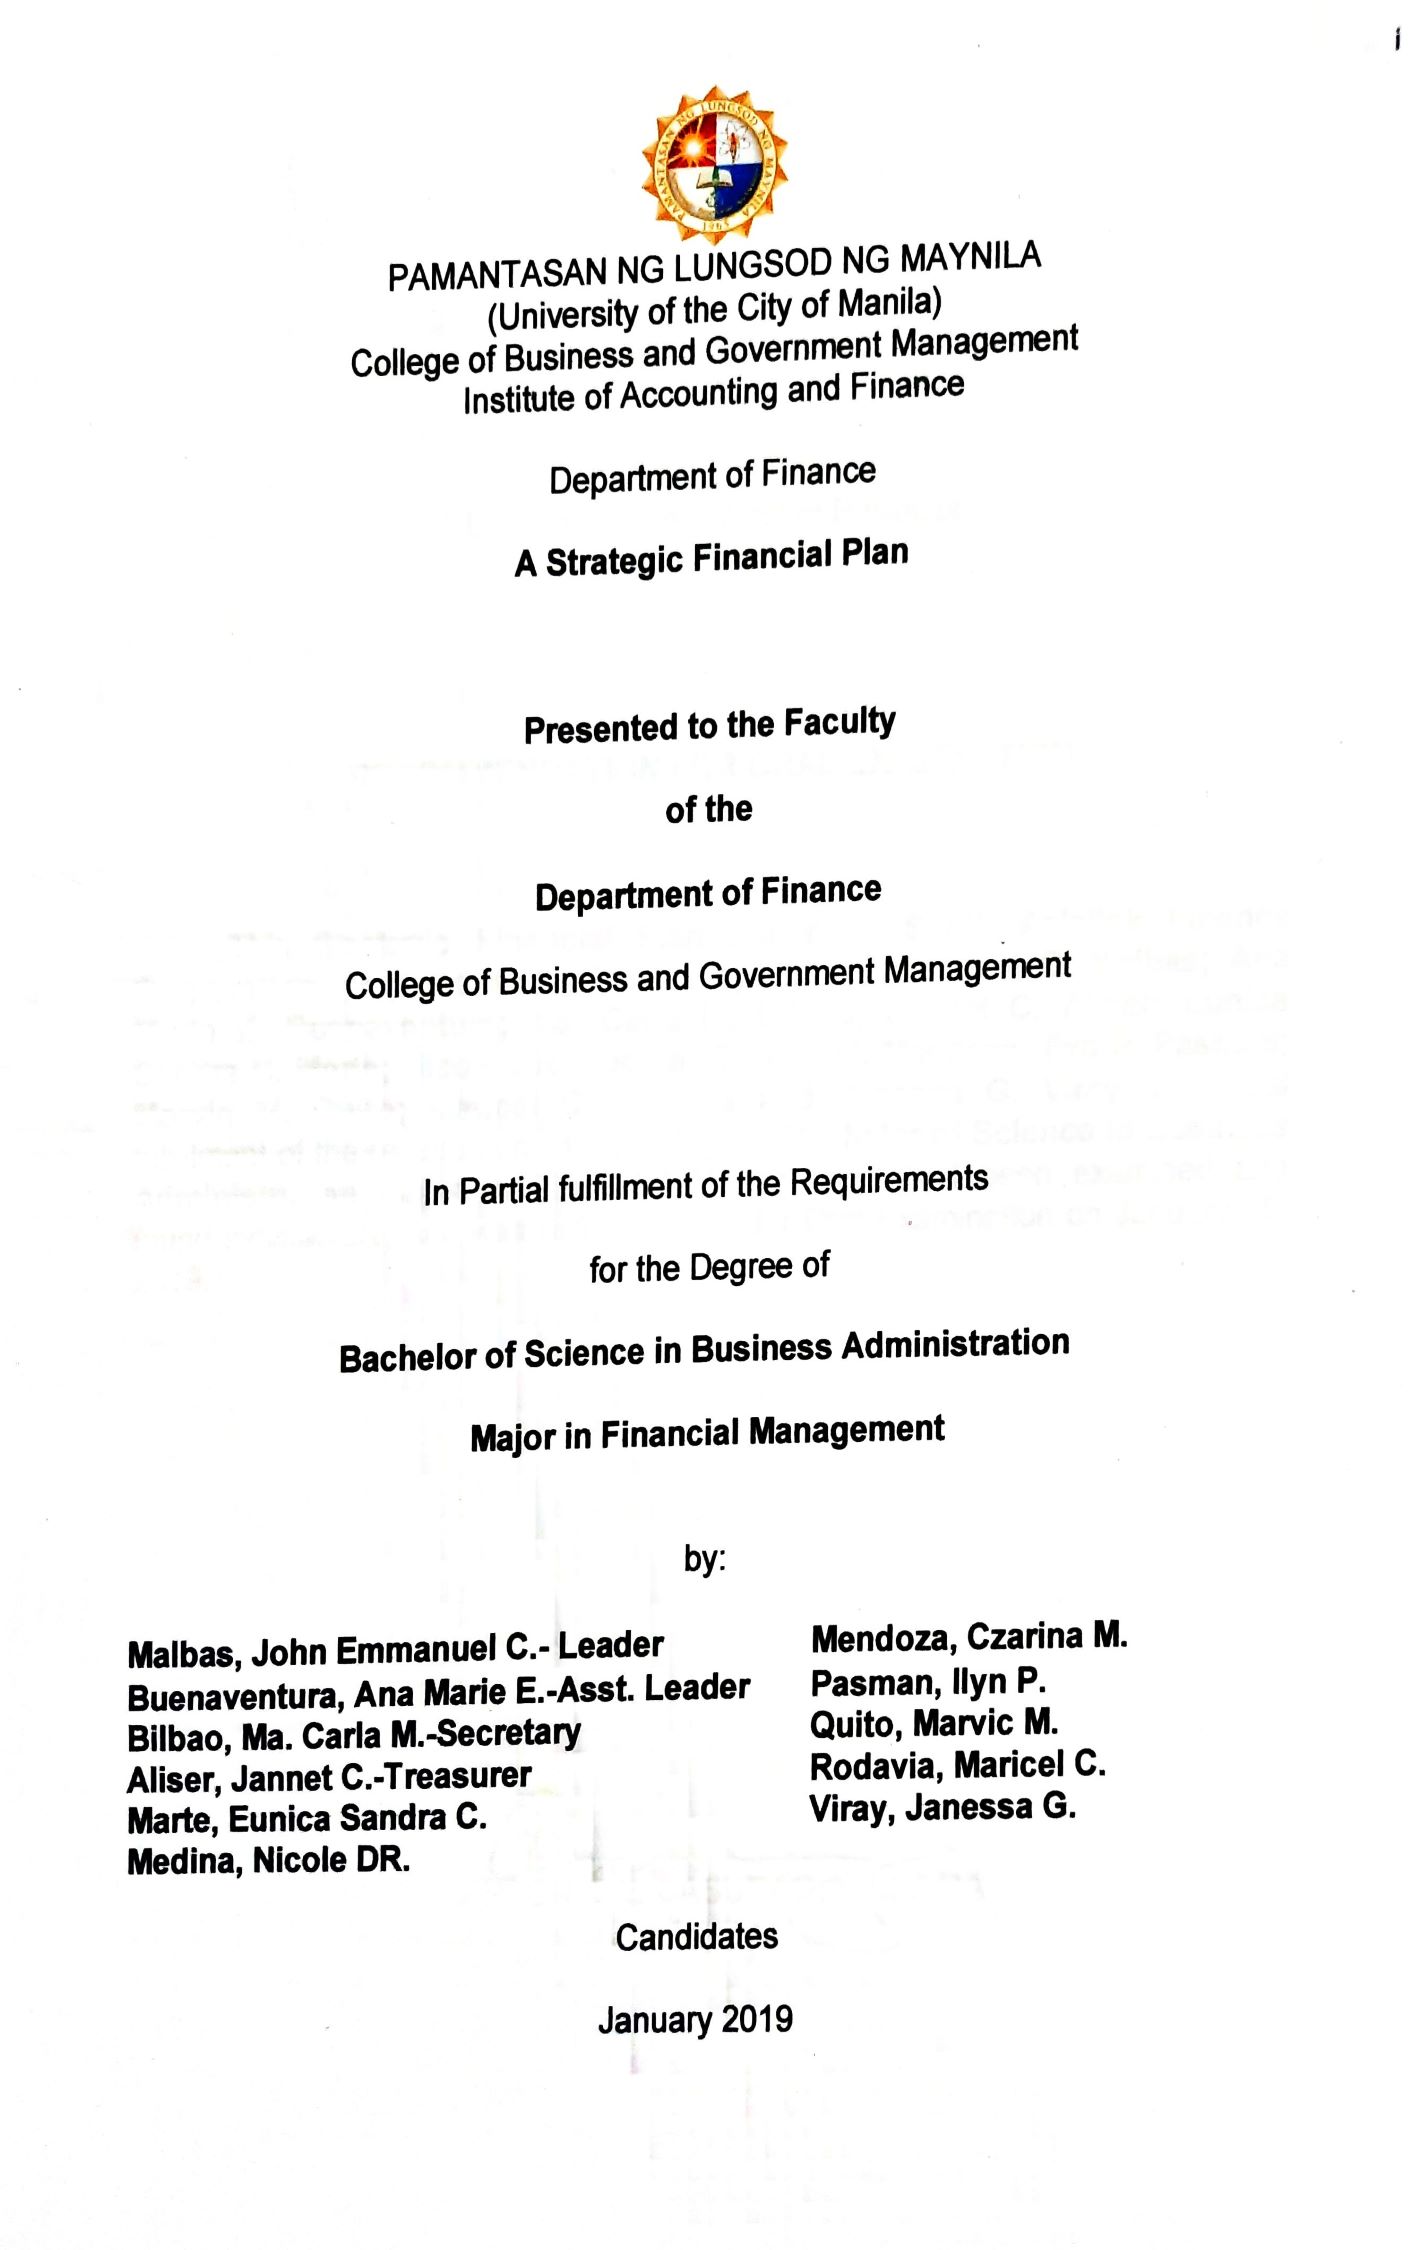 i
PAMANTASAN NG LUNGSOD NG MAYNILA
1965
PAMANTASAN NG LUNGSOD NG MAYNILA
(University of the City of Manila)
College of Business and Government Management
Institute of Accounting and Finance
Department of Finance
A Strategic Financial Plan
Presented to the Faculty
of the
Department of Finance
College of Business and Government Management
In Partial fulfillment of the Requirements
for the Degree of
Bachelor of Science in Business Administration
Major in Financial Management
by:
Malbas, John Emmanuel C.- Leader
Buenaventura, Ana Marie E.-Asst. Leader
Bilbao, Ma. Carla M.-Secretary
Aliser, Jannet C.-Treasurer
Marte, Eunica Sandra C.
Medina, Nicole DR.
Mendoza, Czarina M.
Pasman, Ilyn P.
Quito, Marvic M.
Rodavia, Maricel C.
Viray, Janessa G.
Candidates
January 2019